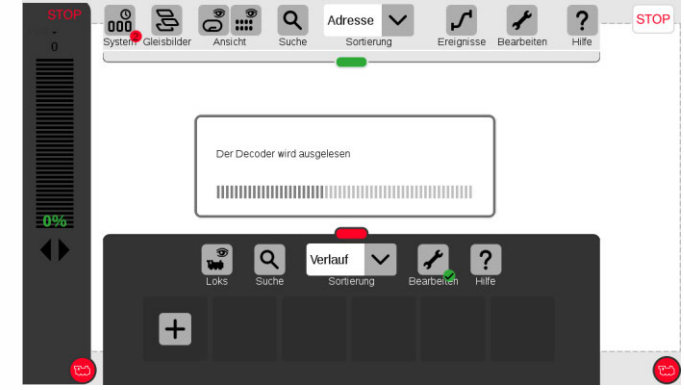 STOP
-
0
0%
System
2
Gleisbilder
Ansicht
Suche
Adresse
Sortierung
Ereignisse
Bearbeiten
?
Hilfe
STOP
Der Decoder wird ausgelesen
Loks
Suche
Verlauf
Sortierung
Bearbeiten
?
Hilfe
+